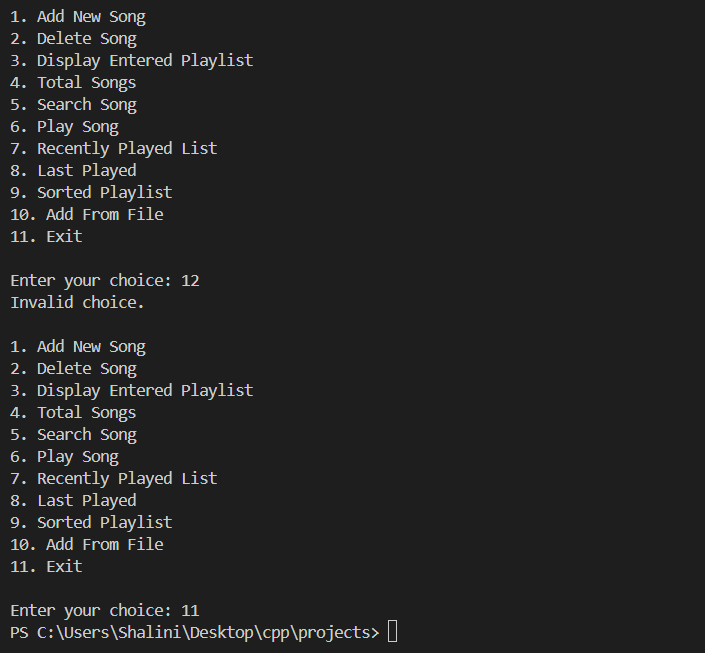 1. Add New Song
2. Delete Song
3. Display Entered Playlist
4. Total Songs
5. Search Song
6. Play Song
7. Recently Played List
8. Last Played
9. Sorted Playlist
10. Add From File
11. Exit
Enter your choice: 12
Invalid choice.
1. Add New Song
2. Delete Song
3. Display Entered Playlist
4. Total Songs
5. Search Song
6. Play Song
7. Recently Played List
8. Last Played
9. Sorted Playlist
10. Add From File
11. Exit
Enter your choice: 11
PS C:\Users\Shalini\Desktop\cpp\projects>